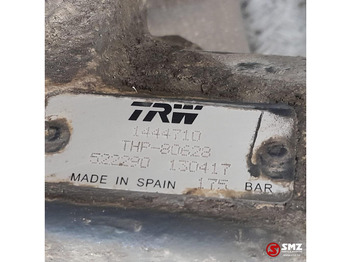 TRW
1444710
THP-80628
522290 130417
MADE IN SPAIN 175 BAR
SMZ